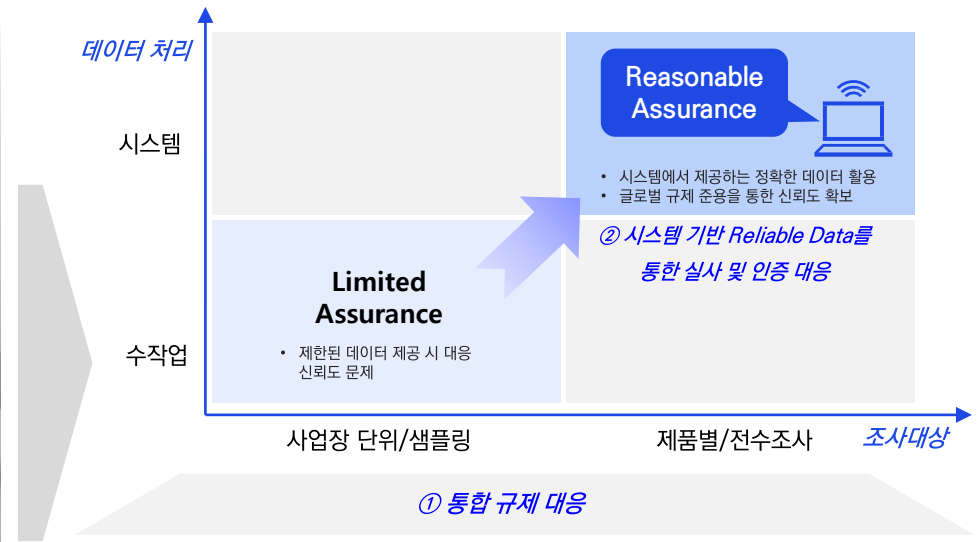 데이터 처리
시스템
Reasonable
Assurance
• 시스템에서 제공하는 정확한 데이터 활용
• 글로벌 규제 준용을 통한 신뢰도 확보
② 시스템 기반 Reliable Data를
통한 실사 및 인증 대응
Limited
Assurance
• 제한된 데이터 제공 시 대응
신뢰도 문제
수작업
사업장 단위/샘플링
제품별/전수조사
조사대상
① 통합 규제 대응